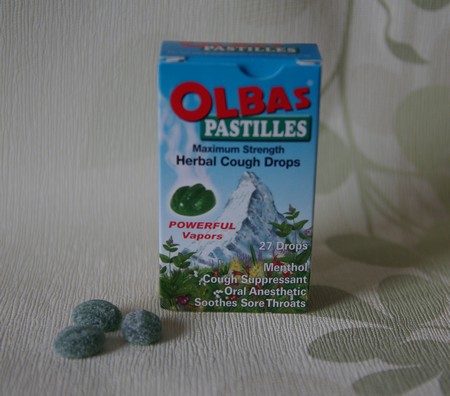 OLBAS®
PASTILLES
Maximum Strength
Herbal Cough Drops
POWERFUL
Vapors
27 Drops
Menthol
Cough Suppressant
Oral Anesthetic
Soothes Sore Throats